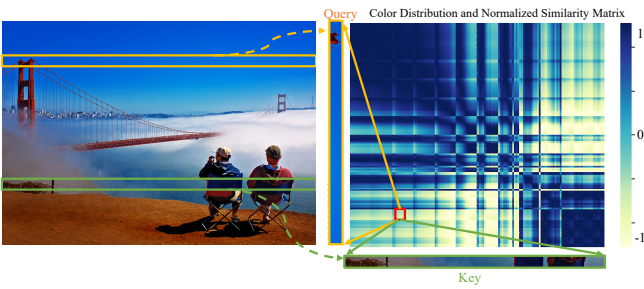 Query
Color Distribution and Normalized Similarity Matrix
1
0
-1
Key